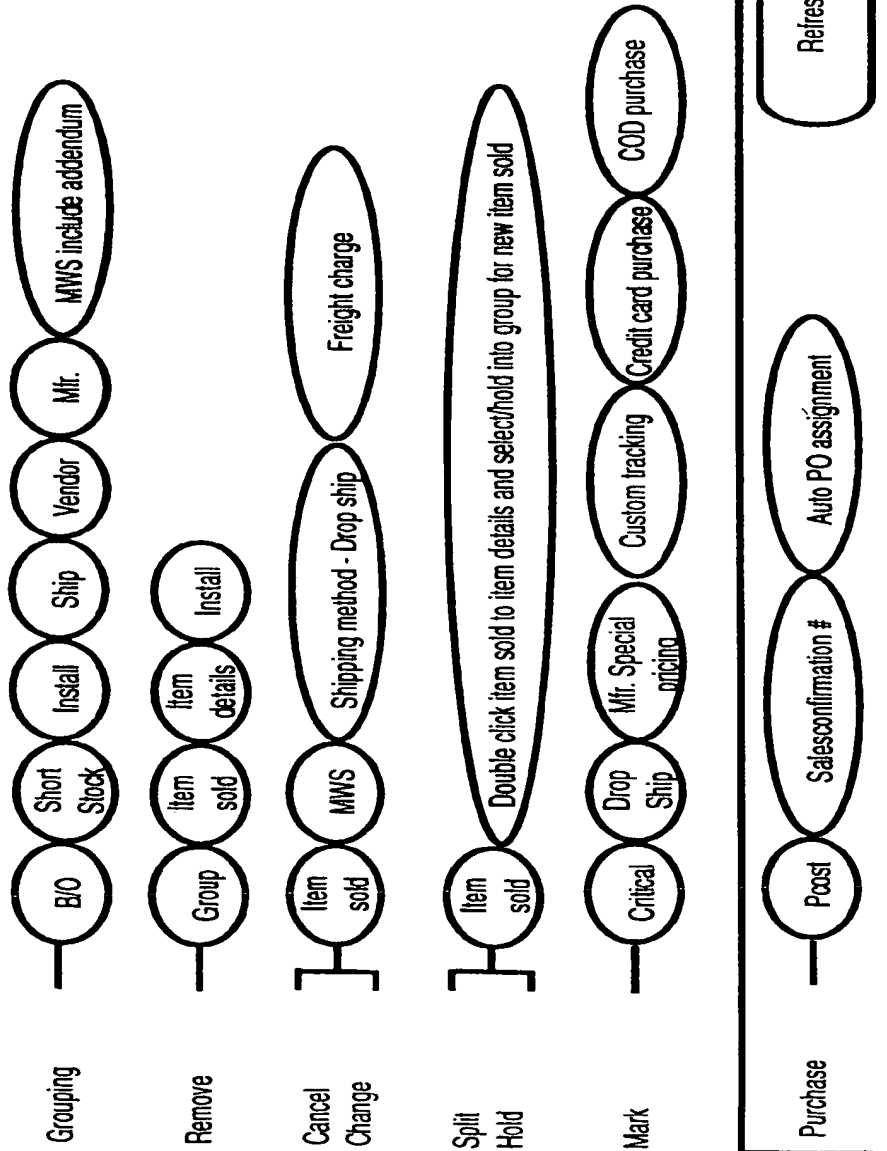 Grouping
B/O
Short
Stock
Install
Ship
Vendor
Mfr.
MWS include addendum
Remove
Group
Item
sold
Item
details
Install
Cancel
Change
Item
sold
MWS
Shipping method - Drop ship
Freight charge
Split
Hold
Item
sold
Double click item sold to item details and select/hold into group for new item sold
Mark
Critical
Drop
Ship
Mfr. Special
pricing
Custom tracking
Credit card purchase
COD purchase
Purchase
Pcost
Salesconfirmation #
Auto PO assignment
Refres